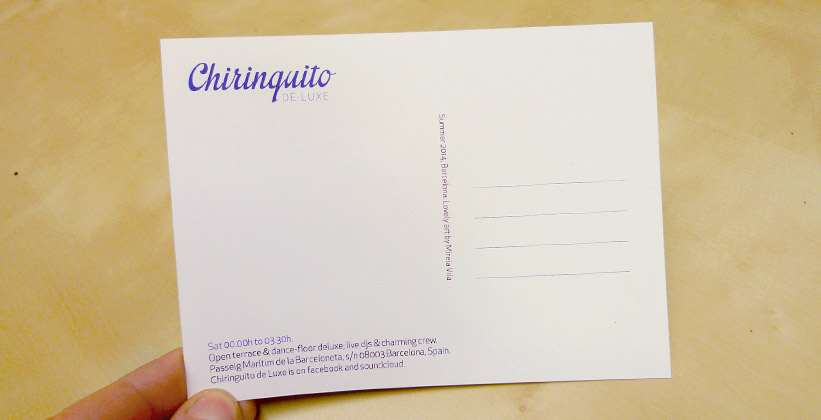 Chirinquito
DE LUXE
Summer 2014, Barcelona. Lovely art by Mireia Vila
Sat 00.00h to 03.30h.
Open terrace & dance-floor deluxe, live djs & charming crew.
Passeig Marítim de la Barceloneta, s/n 08003 Barcelona, Spain.
Chiringuito de Luxe is on facebook and soundcloud.